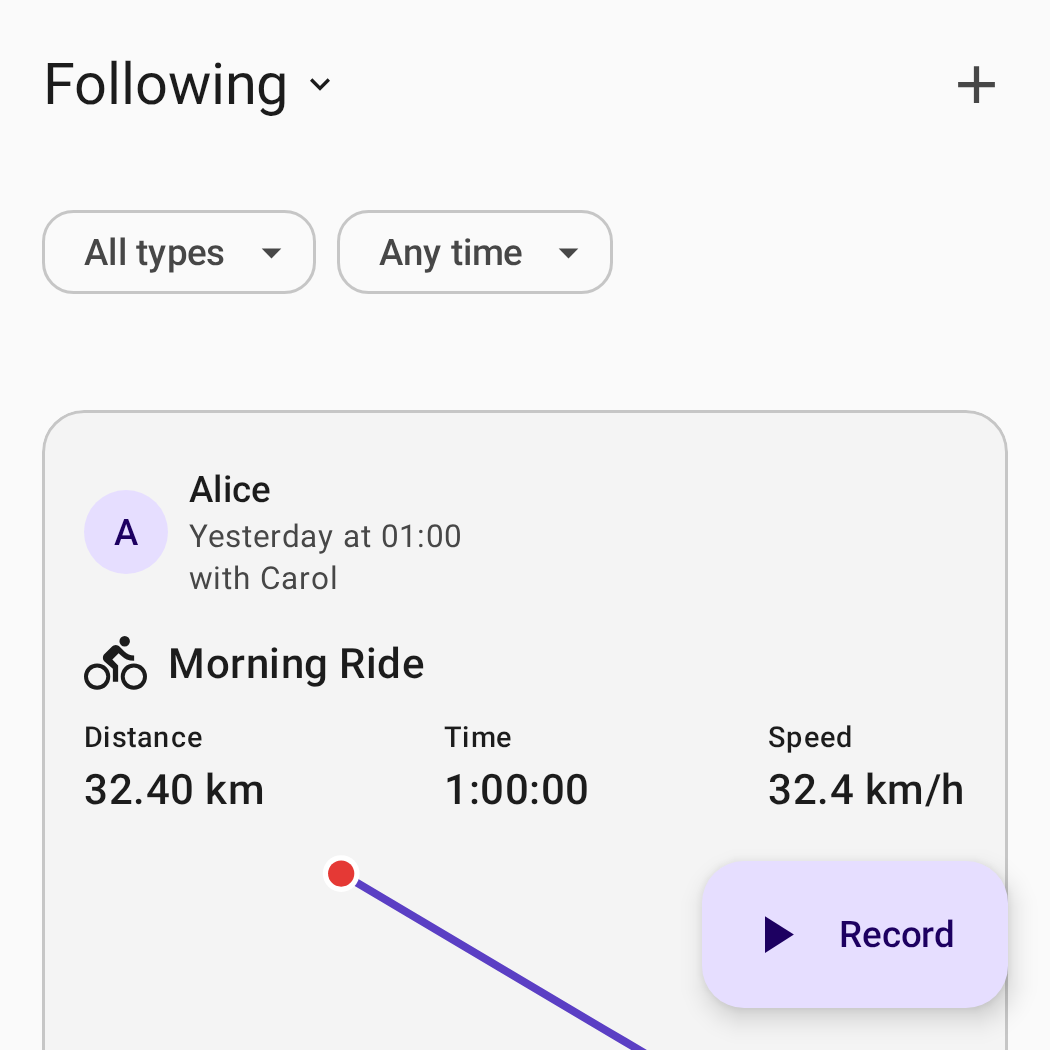 Following
All types
Any time
Alice
A
Yesterday at 01:00
with Carol
Morning Ride
Distance
Time
Speed
32.40 km
1:00:00
32.4 km/h
Record